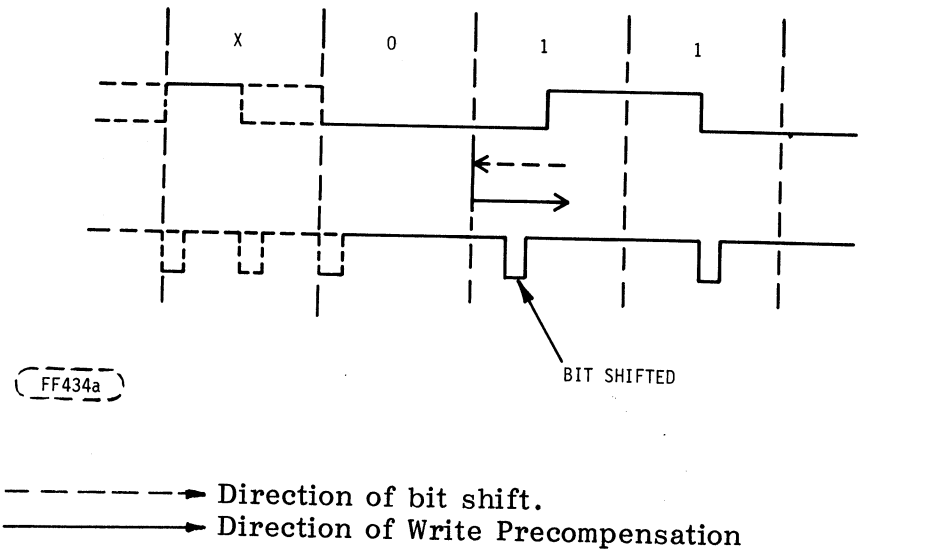 X 0 1 1
BIT SHIFTED
FF434a
Direction of bit shift.
Direction of Write Precompensation